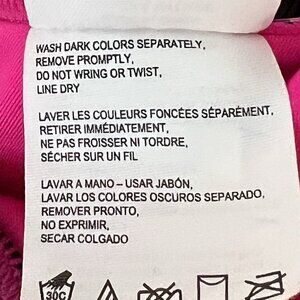 WASH DARK COLORS SEPARATELY,
REMOVE PROMPTLY,
DO NOT WRING OR TWIST,
LINE DRY
LAVER LES COULEURS FONCÉES SÉPARÉMENT,
RETIRER IMMÉDIATEMENT,
NE PAS FROISSER NI TORDRE,
SÉCHER SUR UN FIL
LAVAR A MANO – USAR JABÓN,
LAVAR LOS COLORES OSCUROS SEPARADO,
REMOVER PRONTO,
NO EXPRIMIR,
SECAR COLGADO
30C